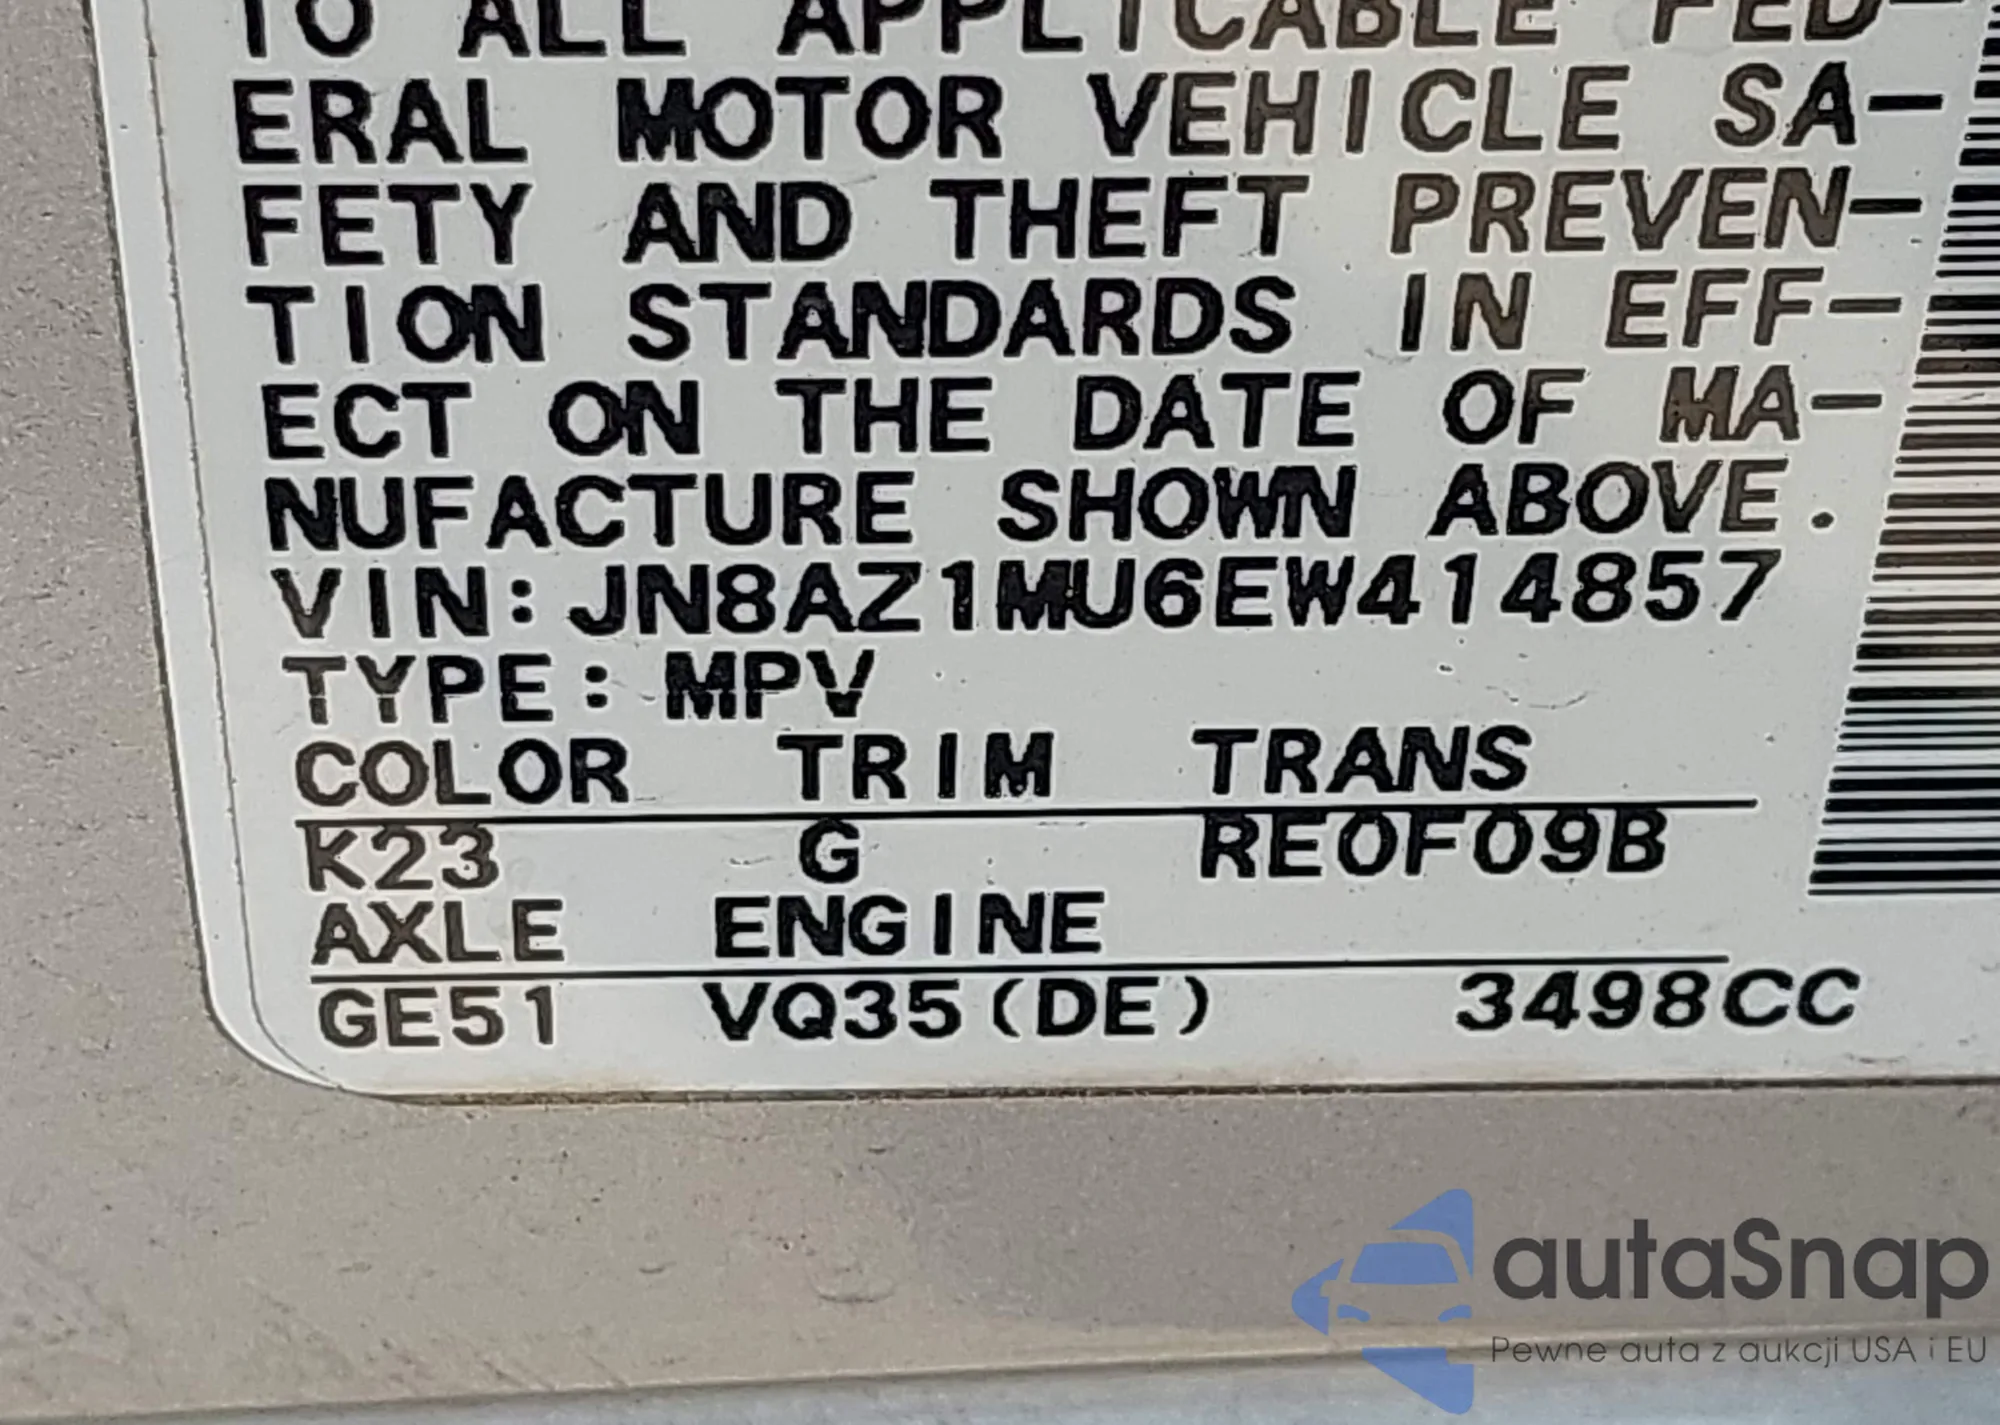 TO ALL APPLICABLE FED-
ERAL MOTOR VEHICLE SA-
FETY AND THEFT PREVEN-
TION STANDARDS IN EFF-
ECT ON THE DATE OF MA-
NUFACTURE SHOWN ABOVE.
VIN:JN8AZ1MU6EW414857
TYPE:MPV
COLOR TRIM TRANS
K23 G RE0F09B
AXLE ENGINE
GE51 VQ35(DE) 3498CC
autaSnap
Pewne auta z aukcji USA i EU